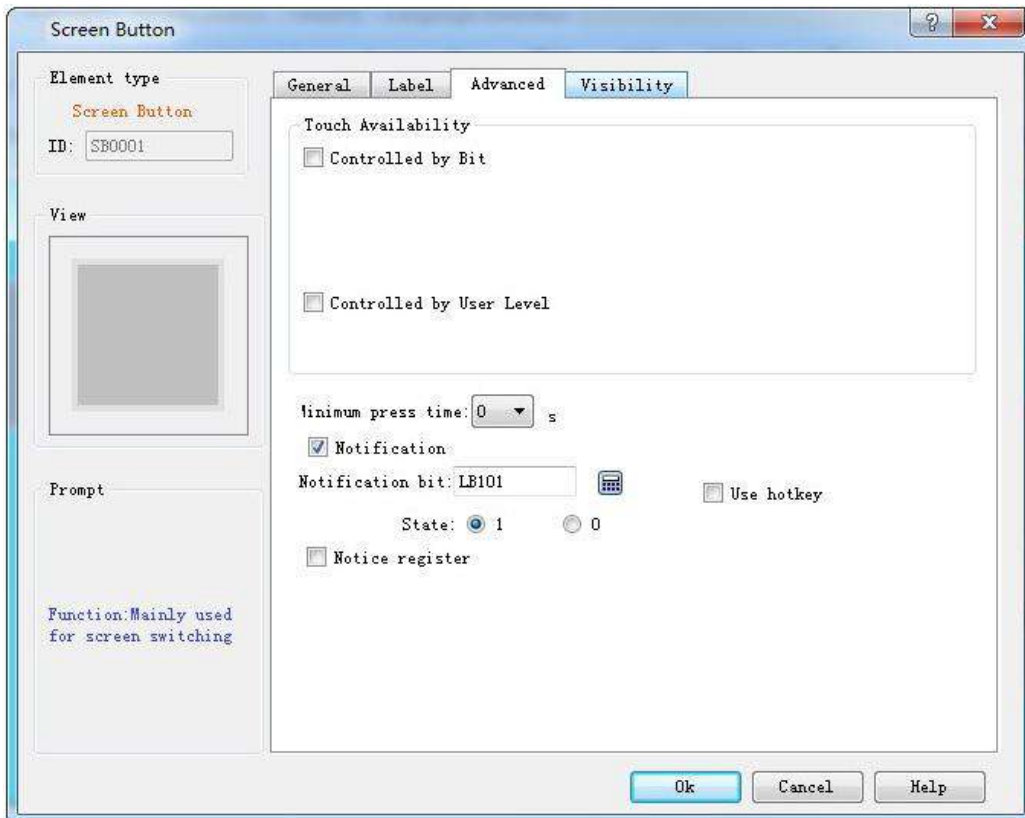 Screen Button
Element type
Screen Button
ID: SB0001
View
Prompt
Function:Mainly used
for screen switching
General Label Advanced Visibility
Touch Availability
Controlled by Bit
Controlled by User Level
Minimum press time: 0 s
Notification
Notification bit: LB101
Use hotkey
State: 1 0
Notice register
Ok Cancel Help